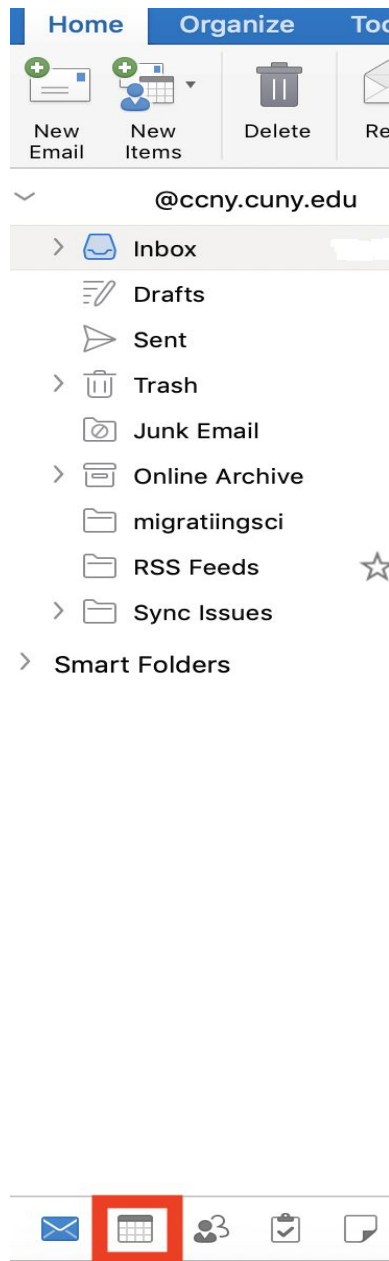 Home Organize
New
Email
New
Items
Delete
@ccny.cuny.edu
Inbox
Drafts
Sent
Trash
Junk Email
Online Archive
migratiingsci
RSS Feeds
Sync Issues
Smart Folders